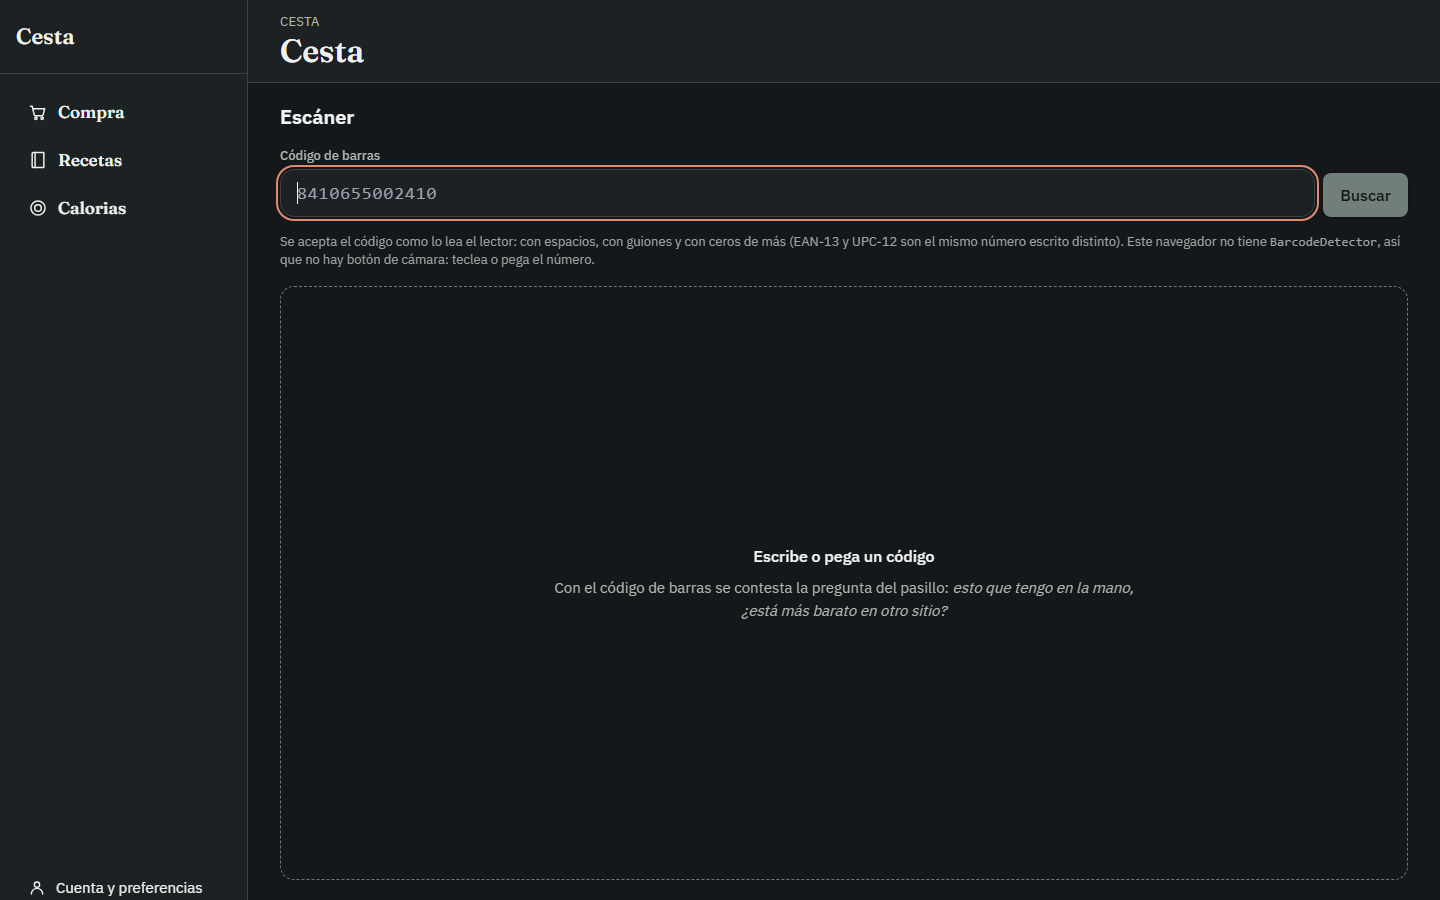 Cesta
Compra
Recetas
Calorias
Cuenta y preferencias
CESTA
Cesta
Escáner
Código de barras
8410655002410
Buscar
Se acepta el código como lo lea el lector: con espacios, con guiones y con ceros de más (EAN-13 y UPC-12 son el mismo número escrito distinto). Este navegador no tiene BarcodeDetector, así
que no hay botón de cámara: teclea o pega el número.
Escribe o pega un código
Con el código de barras se contesta la pregunta del pasillo: esto que tengo en la mano,
¿está más barato en otro sitio?